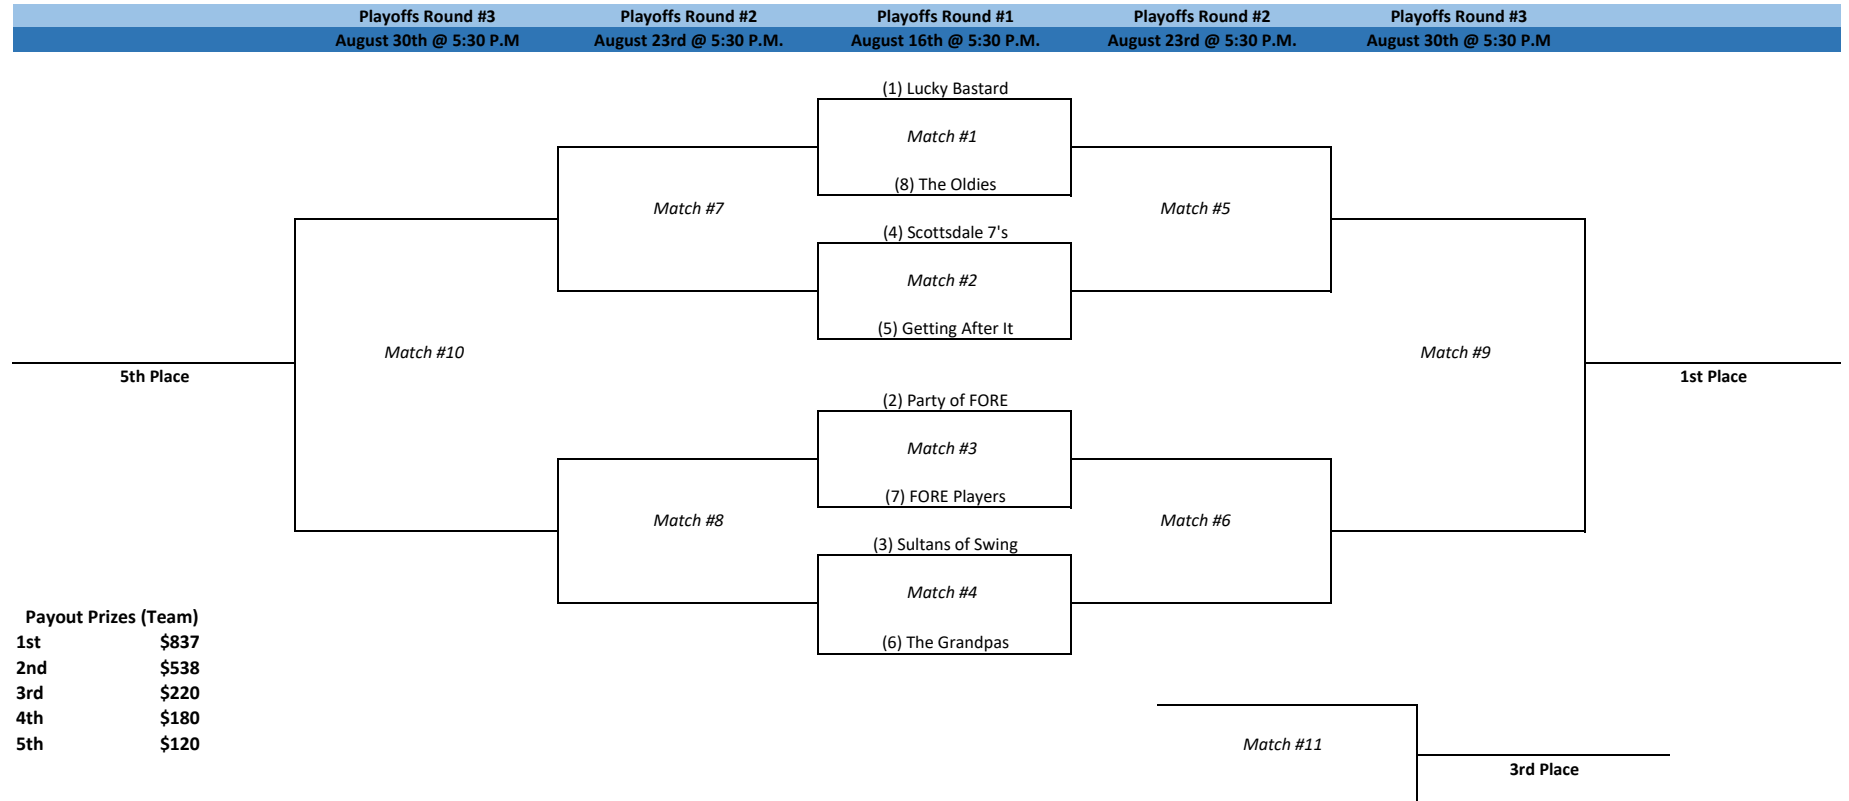 Playoffs Round #3 Playoffs Round #2 Playoffs Round #1 Playoffs Round #2 Playoffs Round #3
August 30th @ 5:30 P.M August 23rd @ 5:30 P.M. August 16th @ 5:30 P.M. August 23rd @ 5:30 P.M. August 30th @ 5:30 P.M
(1) Lucky Bastard
Match #1
(8) The Oldies
Match #7 Match #5
(4) Scottsdale 7's
Match #2
(5) Getting After It
Match #10 Match #9
5th Place 1st Place
(2) Party of FORE
Match #3
(7) FORE Players
Match #8 Match #6
(3) Sultans of Swing
Match #4
Payout Prizes (Team)
1st $837 (6) The Grandpas
2nd $538
3rd $220
4th $180
5th $120 Match #11
3rd Place